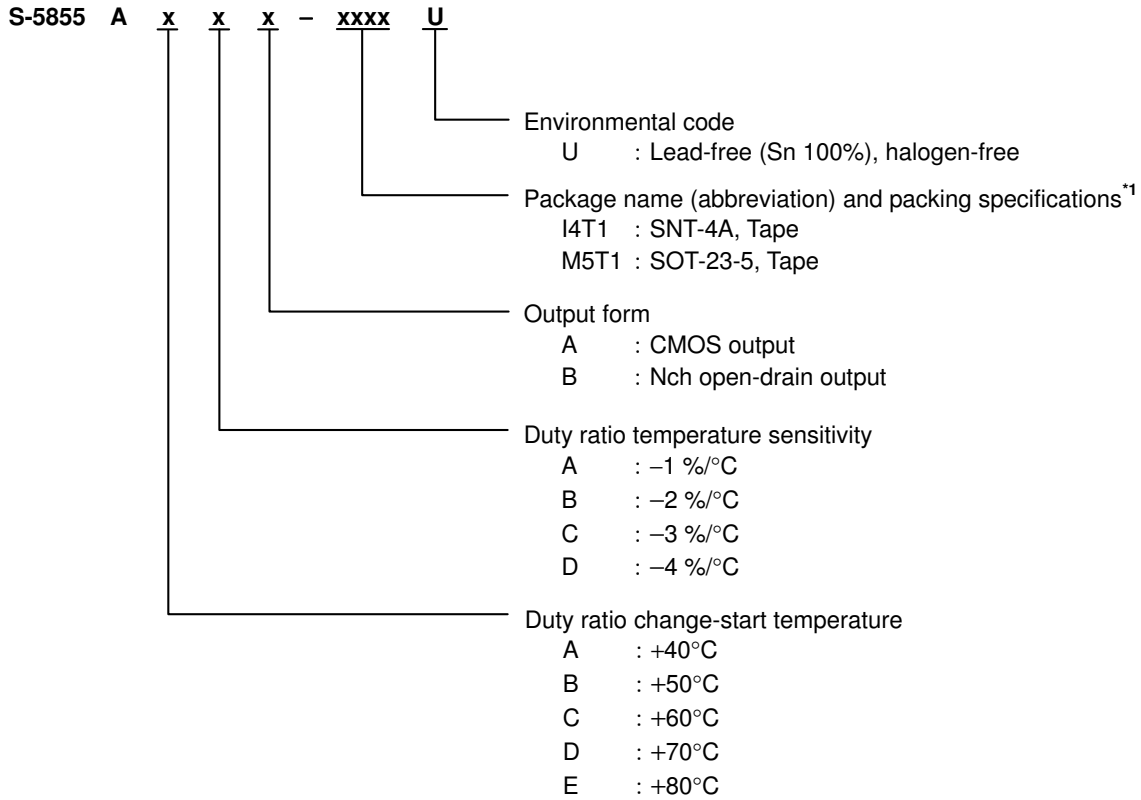 S-5855 A x x x – xxxx U
Environmental code
U : Lead-free (Sn 100%), halogen-free
Package name (abbreviation) and packing specifications*1
I4T1 : SNT-4A, Tape
M5T1 : SOT-23-5, Tape
Output form
A : CMOS output
B : Nch open-drain output
Duty ratio temperature sensitivity
A : −1 %/°C
B : −2 %/°C
C : −3 %/°C
D : −4 %/°C
Duty ratio change-start temperature
A : +40°C
B : +50°C
C : +60°C
D : +70°C
E : +80°C